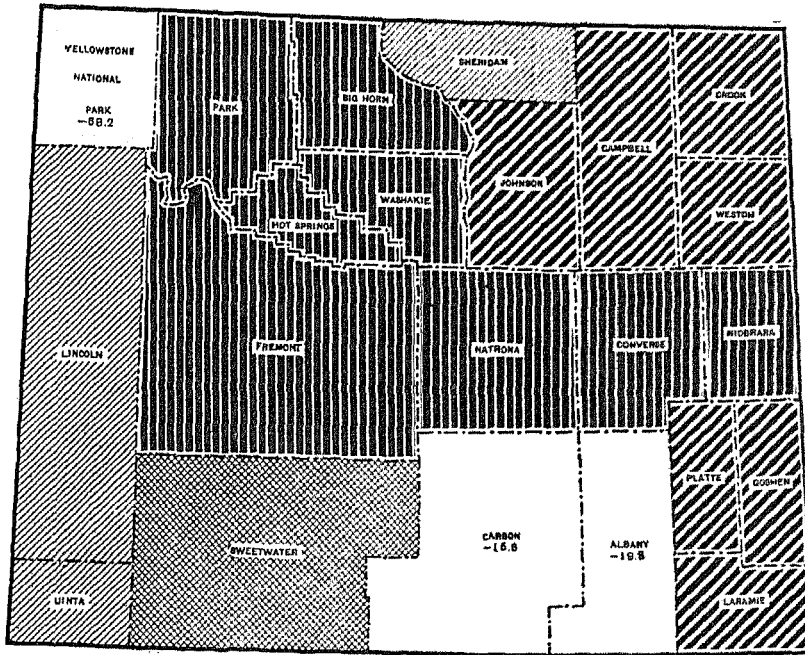 YELLOWSTONE
NATIONAL
PARK
-68.2
PARK
BIG HORN
SHERIDAN
CAMPBELL
CROOK
JOHNSON
WESTON
WASHAKIE
HOT SPRINGS
LINCOLN
FREMONT
NATRONA
CONVERSE
NIOBRARA
PLATTE
GOSHEN
SWEETWATER
CARBON
-15.8
ALBANY
-19.8
UINTA
LARAMIE